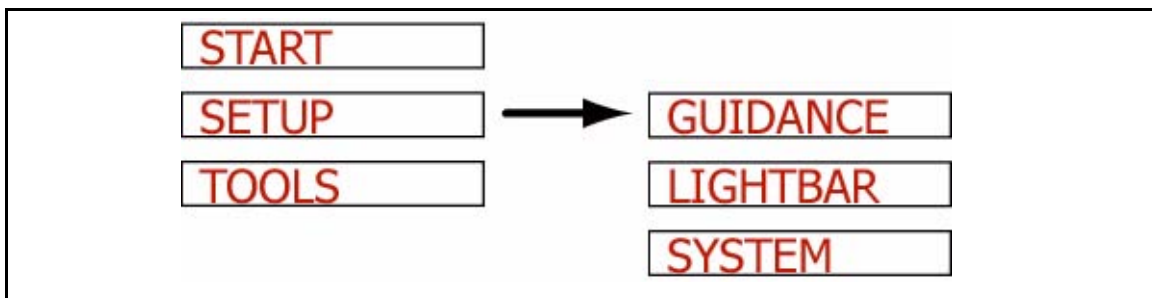 START
SETUP
TOOLS
GUIDANCE
LIGHTBAR
SYSTEM